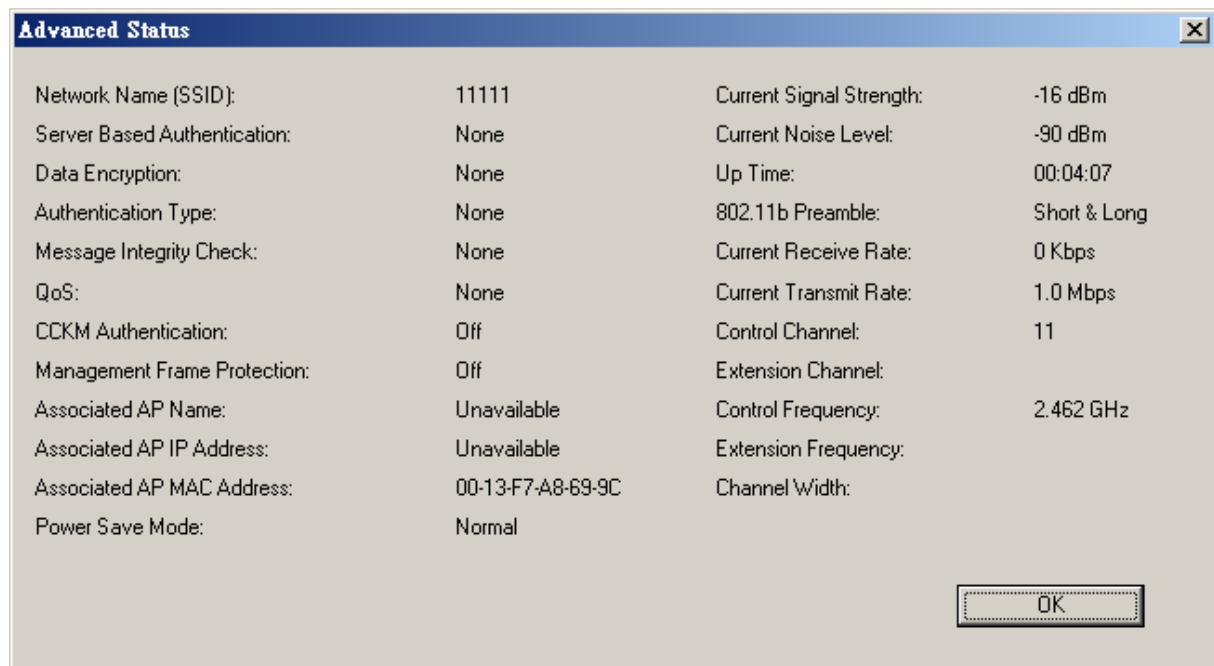 Advanced Status
Network Name (SSID): 11111 Current Signal Strength: -16 dBm
Server Based Authentication: None Current Noise Level: -90 dBm
Data Encryption: None Up Time: 00:04:07
Authentication Type: None 802.11b Preamble: Short & Long
Message Integrity Check: None Current Receive Rate: 0 Kbps
QoS: None Current Transmit Rate: 1.0 Mbps
CCKM Authentication: Off Control Channel: 11
Management Frame Protection: Off Extension Channel:
Associated AP Name: Unavailable Control Frequency: 2.462 GHz
Associated AP IP Address: Unavailable Extension Frequency:
Associated AP MAC Address: 00-13-F7-A8-69-9C Channel Width:
Power Save Mode: Normal
OK